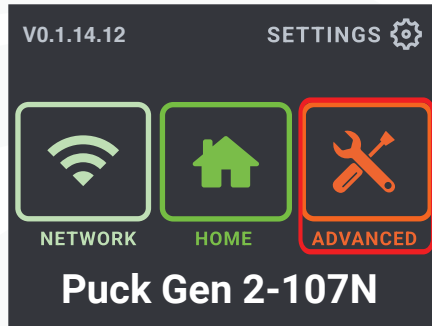 V0.1.14.12 SETTINGS
NETWORK HOME ADVANCED
Puck Gen 2-107N